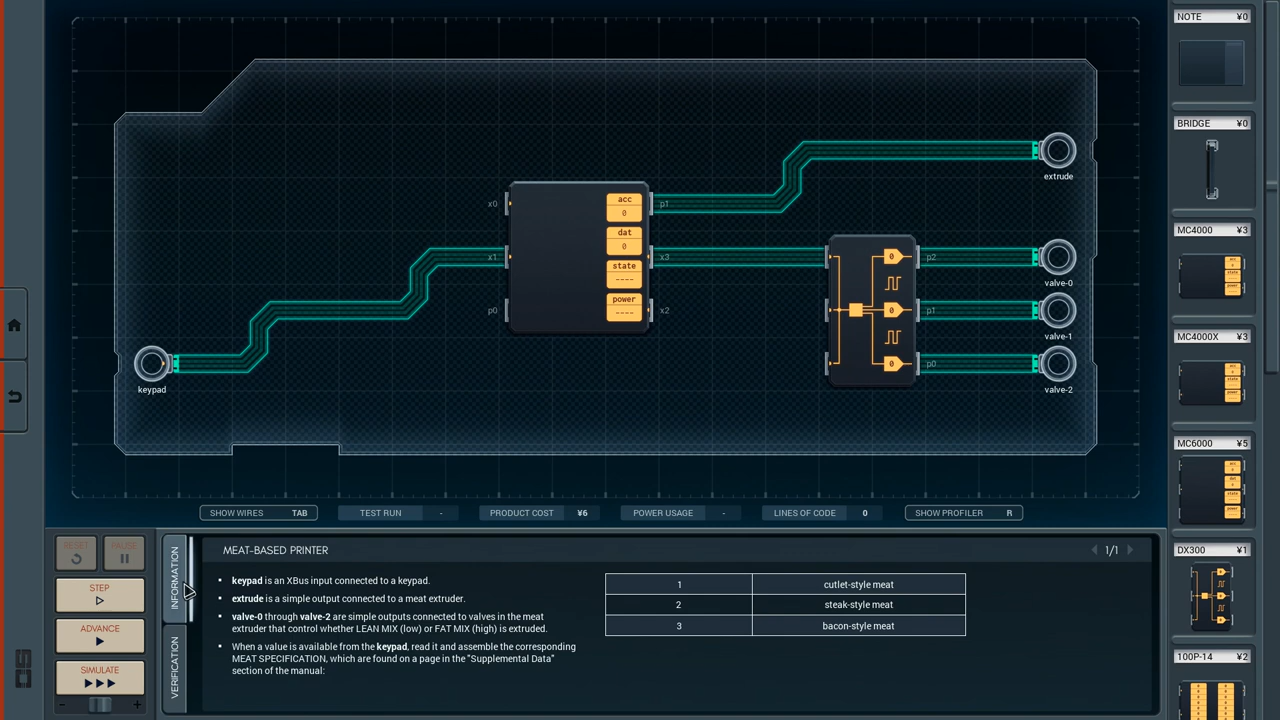 NOTE ¥0
BRIDGE ¥0
extrude
x0
acc
0
p1
dat
0
x1
x3
p2
state
----
valve-0
MC4000 ¥3
power
----
p0
x2
0
0
0
p1
valve-1
MC4000X ¥3
keypad
p0
valve-2
MC6000 ¥5
SHOW WIRES TAB
TEST RUN -
PRODUCT COST ¥6
POWER USAGE -
LINES OF CODE 0
SHOW PROFILER R
RESET
PAUSE
STEP
ADVANCE
SIMULATE
- +
INFORMATION
VERIFICATION
MEAT-BASED PRINTER
1/1
▪ keypad is an XBus input connected to a keypad.
▪ extrude is a simple output connected to a meat extruder.
▪ valve-0 through valve-2 are simple outputs connected to valves in the meat
extruder that control whether LEAN MIX (low) or FAT MIX (high) is extruded.
▪ When a value is available from the keypad, read it and assemble the corresponding
MEAT SPECIFICATION, which are found on a page in the "Supplemental Data"
section of the manual:
1 cutlet-style meat
2 steak-style meat
3 bacon-style meat
DX300 ¥1
100P-14 ¥2